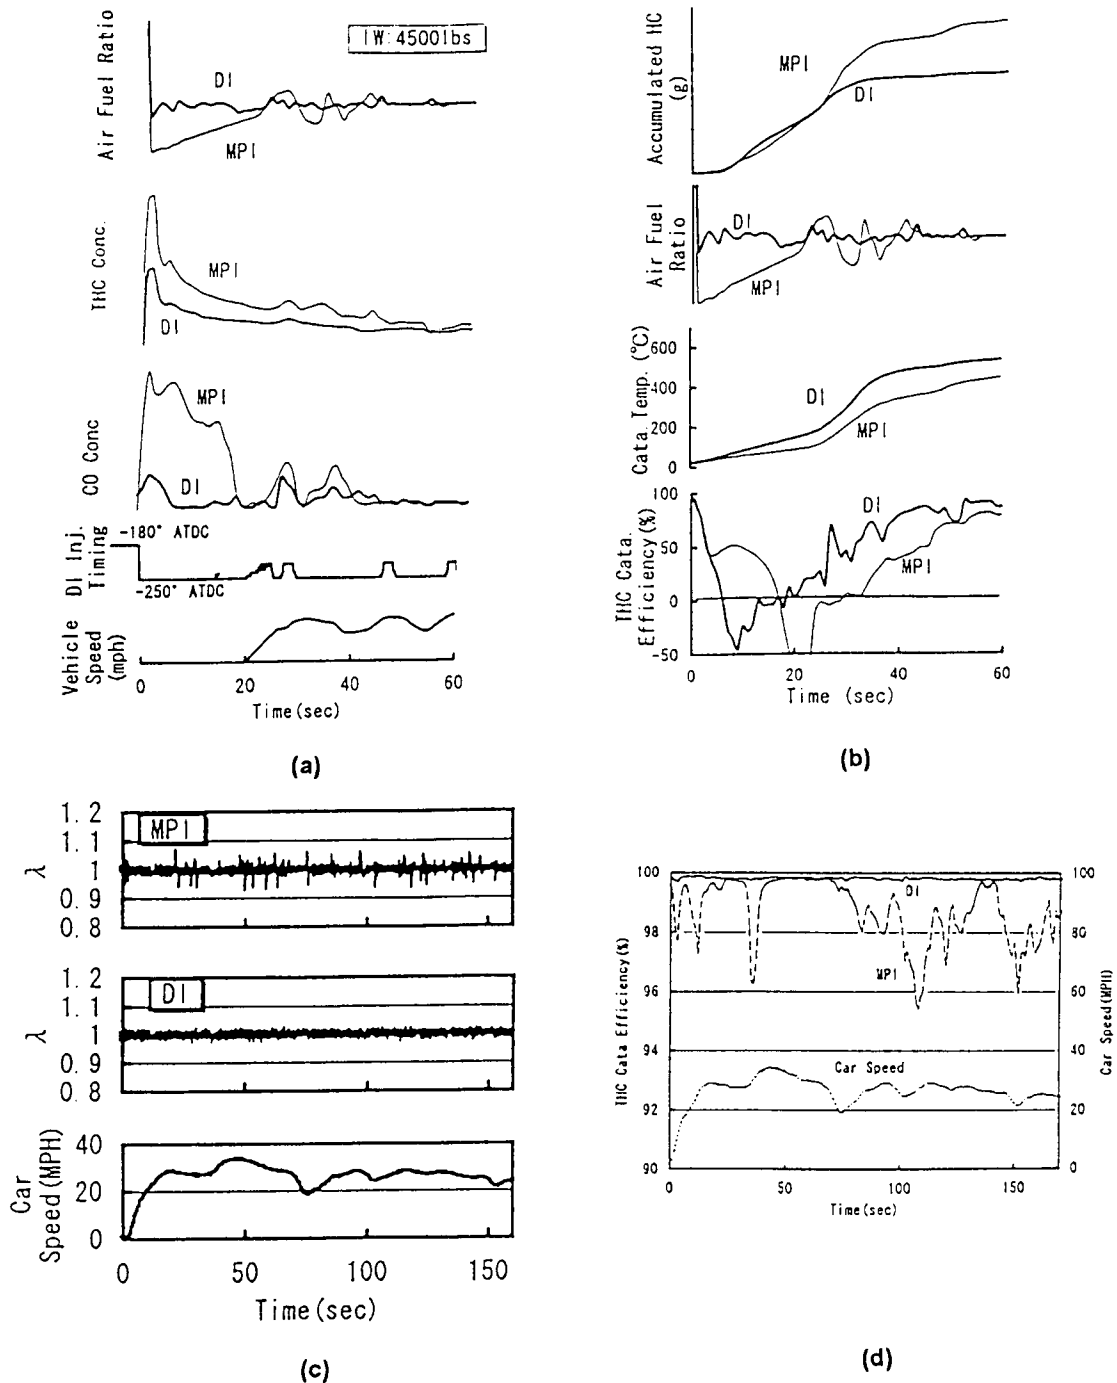 IW:4500lbs
Air Fuel Ratio
DI
MPI
THC Conc.
MPI
DI
CO Conc
MPI
DI
DI Inj.
Timing
-180° ATDC
-250° ATDC
Vehicle
Speed
(mph)
0 20 40 60
Time(sec)
(a)
Accumulated HC
(g)
MPI
DI
Air Fuel
Ratio
DI
MPI
Cata. Temp. (°C)
600
400
200
0
DI
MPI
THC Cata.
Efficiency(%)
100
50
0
-50
DI
MPI
0 20 40 60
Time (sec)
(b)
λ
1.2
1.1
1
0.9
0.8
MPI
λ
1.2
1.1
1
0.9
0.8
DI
Car
Speed(MPH)
40
20
0
0 50 100 150
Time(sec)
(c)
THC Cata Efficiency(%)
100
98
96
94
92
90
DI
MPI
Car Speed
100
80
60
40
20
0
Car Speed(MPH)
0 50 100 150
Time(sec)
(d)